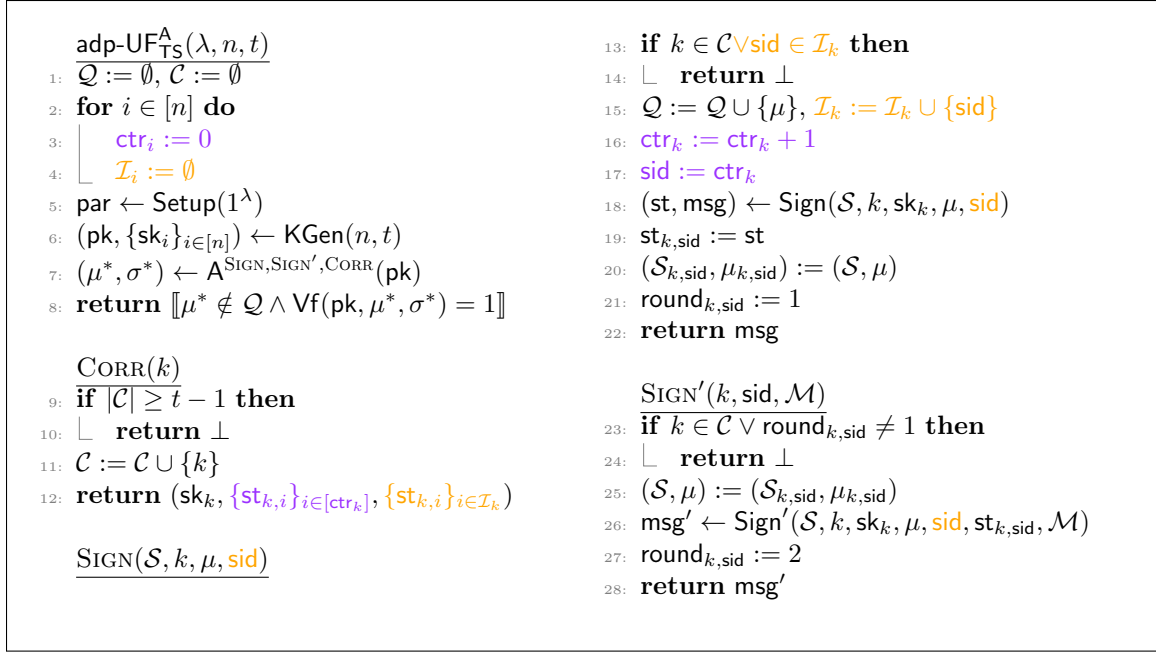 adp-UF^A_TS(λ, n, t)
1: Q := ∅, C := ∅
2: for i ∈ [n] do
3: ctr_i := 0
4: I_i := ∅
5: par ← Setup(1^λ)
6: (pk, {sk_i}_{i∈[n]}) ← KGen(n, t)
7: (μ*, σ*) ← A^{SIGN,SIGN′,CORR}(pk)
8: return ⟦μ* ∉ Q ∧ Vf(pk, μ*, σ*) = 1⟧
CORR(k)
9: if |C| ≥ t − 1 then
10: return ⊥
11: C := C ∪ {k}
12: return (sk_k, {st_{k,i}}_{i∈[ctr_k]}, {st_{k,i}}_{i∈I_k})
SIGN(S, k, μ, sid)
13: if k ∈ C∨sid ∈ I_k then
14: return ⊥
15: Q := Q ∪ {μ}, I_k := I_k ∪ {sid}
16: ctr_k := ctr_k + 1
17: sid := ctr_k
18: (st, msg) ← Sign(S, k, sk_k, μ, sid)
19: st_{k,sid} := st
20: (S_{k,sid}, μ_{k,sid}) := (S, μ)
21: round_{k,sid} := 1
22: return msg
SIGN′(k, sid, M)
23: if k ∈ C ∨ round_{k,sid} ≠ 1 then
24: return ⊥
25: (S, μ) := (S_{k,sid}, μ_{k,sid})
26: msg′ ← Sign′(S, k, sk_k, μ, sid, st_{k,sid}, M)
27: round_{k,sid} := 2
28: return msg′